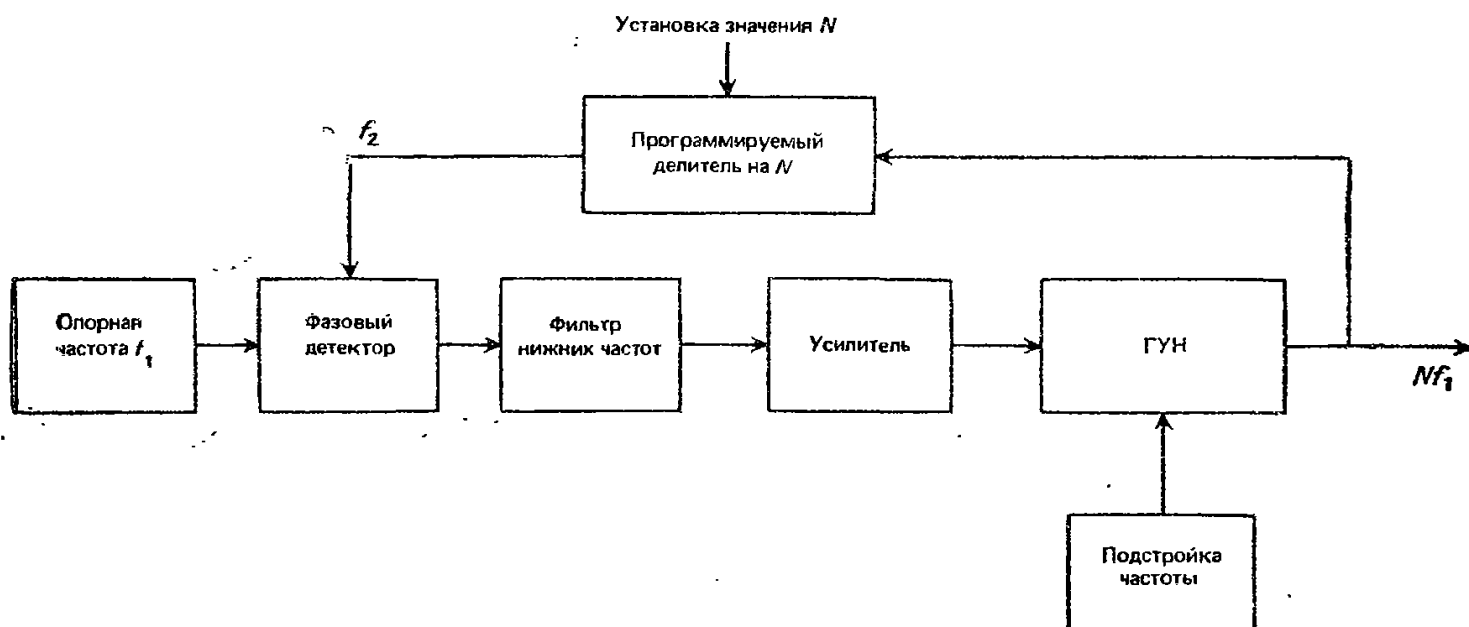 Установка значения N
Программируемый
делитель на N
f₂
Опорная
частота f₁
Фазовый
детектор
Фильтр
нижних частот
Усилитель
ГУН
Nf₁
Подстройка
частоты